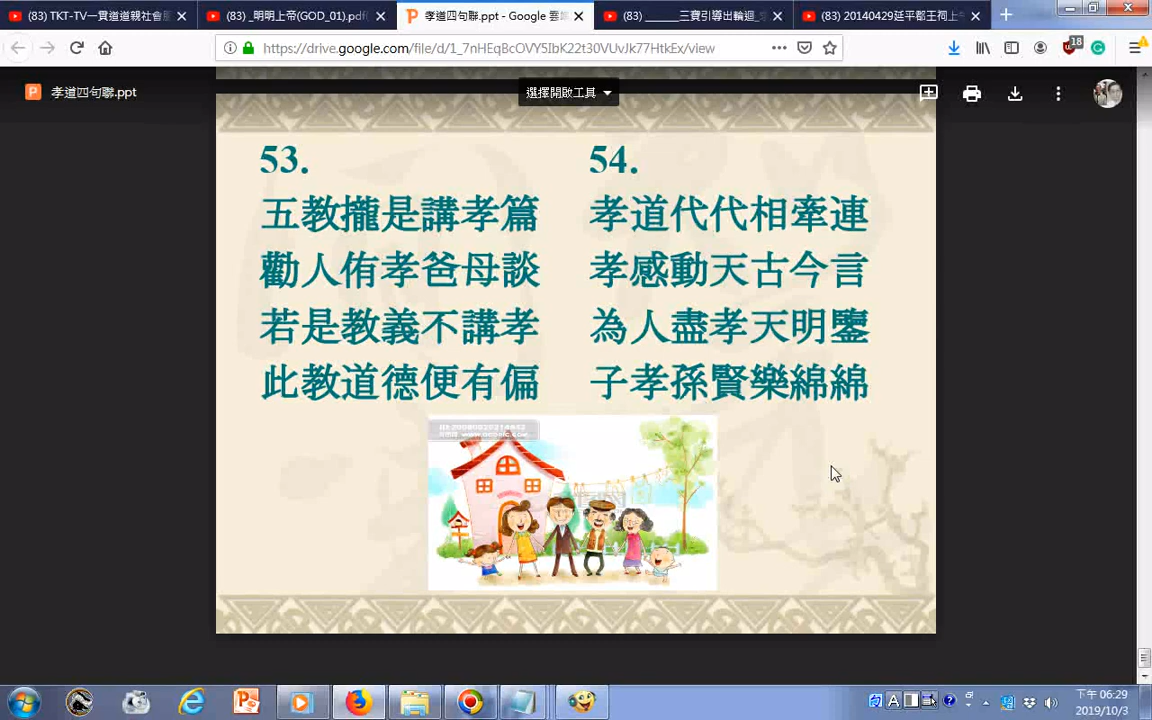 (83) TKT-TV一貫道道親社會服
(83) _明明上帝(GOD_01).pdf(
孝道四句聯.ppt - Google 雲端
(83) ______三寶引導出輪迴_
(83) 20140429延平郡王祠上午
https://drive.google.com/file/d/1_7nHEqBcOVY5IbK22t30VUvJk77HtkEx/view
18
P 孝道四句聯.ppt
選擇開啟工具
53.
五教攏是講孝篇
勸人侑孝爸母談
若是教義不講孝
此教道德便有偏
54.
孝道代代相牽連
孝感動天古今言
為人盡孝天明鑒
子孝孫賢樂綿綿
下午 06:29
2019/10/3